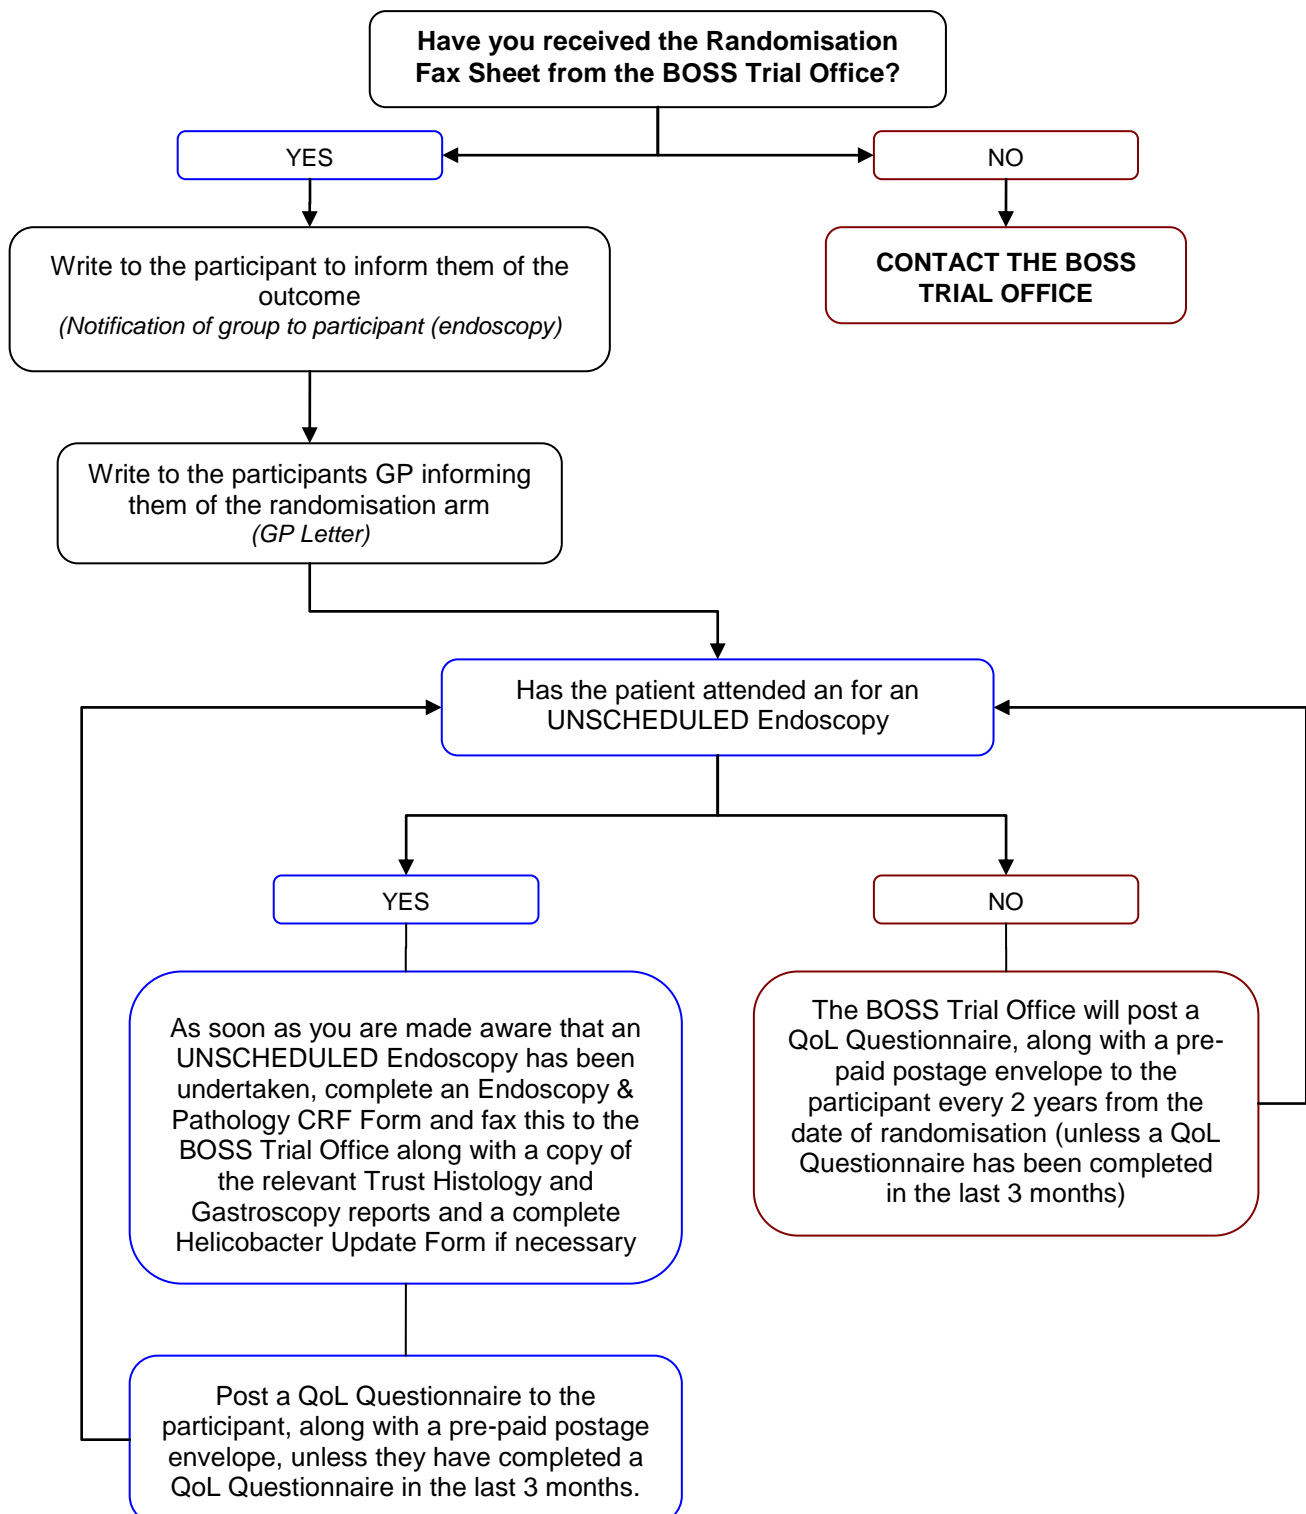 Have you received the Randomisation
Fax Sheet from the BOSS Trial Office?
YES
NO
Write to the participant to inform them of the
outcome
(Notification of group to participant (endoscopy)
CONTACT THE BOSS
TRIAL OFFICE
Write to the participants GP informing
them of the randomisation arm
(GP Letter)
Has the patient attended an for an
UNSCHEDULED Endoscopy
YES
NO
As soon as you are made aware that an
UNSCHEDULED Endoscopy has been
undertaken, complete an Endoscopy &
Pathology CRF Form and fax this to the
BOSS Trial Office along with a copy of
the relevant Trust Histology and
Gastroscopy reports and a complete
Helicobacter Update Form if necessary
The BOSS Trial Office will post a
QoL Questionnaire, along with a pre-
paid postage envelope to the
participant every 2 years from the
date of randomisation (unless a QoL
Questionnaire has been completed
in the last 3 months)
Post a QoL Questionnaire to the
participant, along with a pre-paid postage
envelope, unless they have completed a
QoL Questionnaire in the last 3 months.